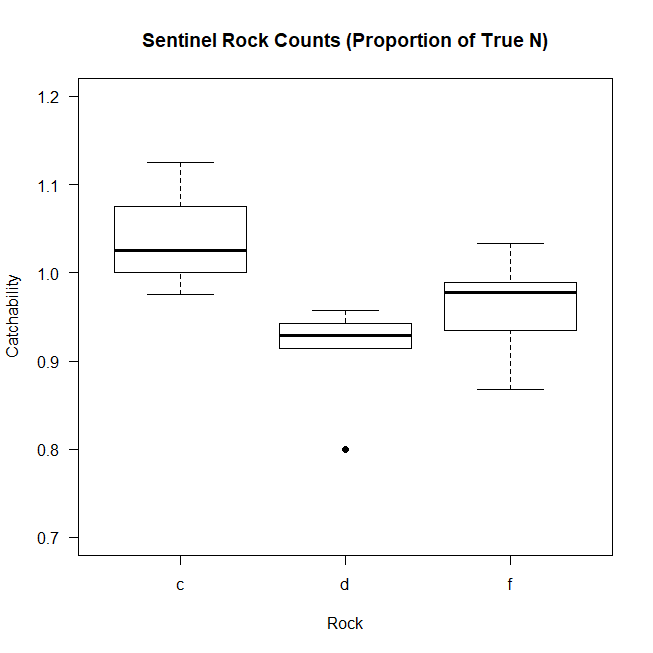 Sentinel Rock Counts (Proportion of True N)
1.2
1.1
1.0
0.9
0.8
0.7
Catchability
c d f
Rock